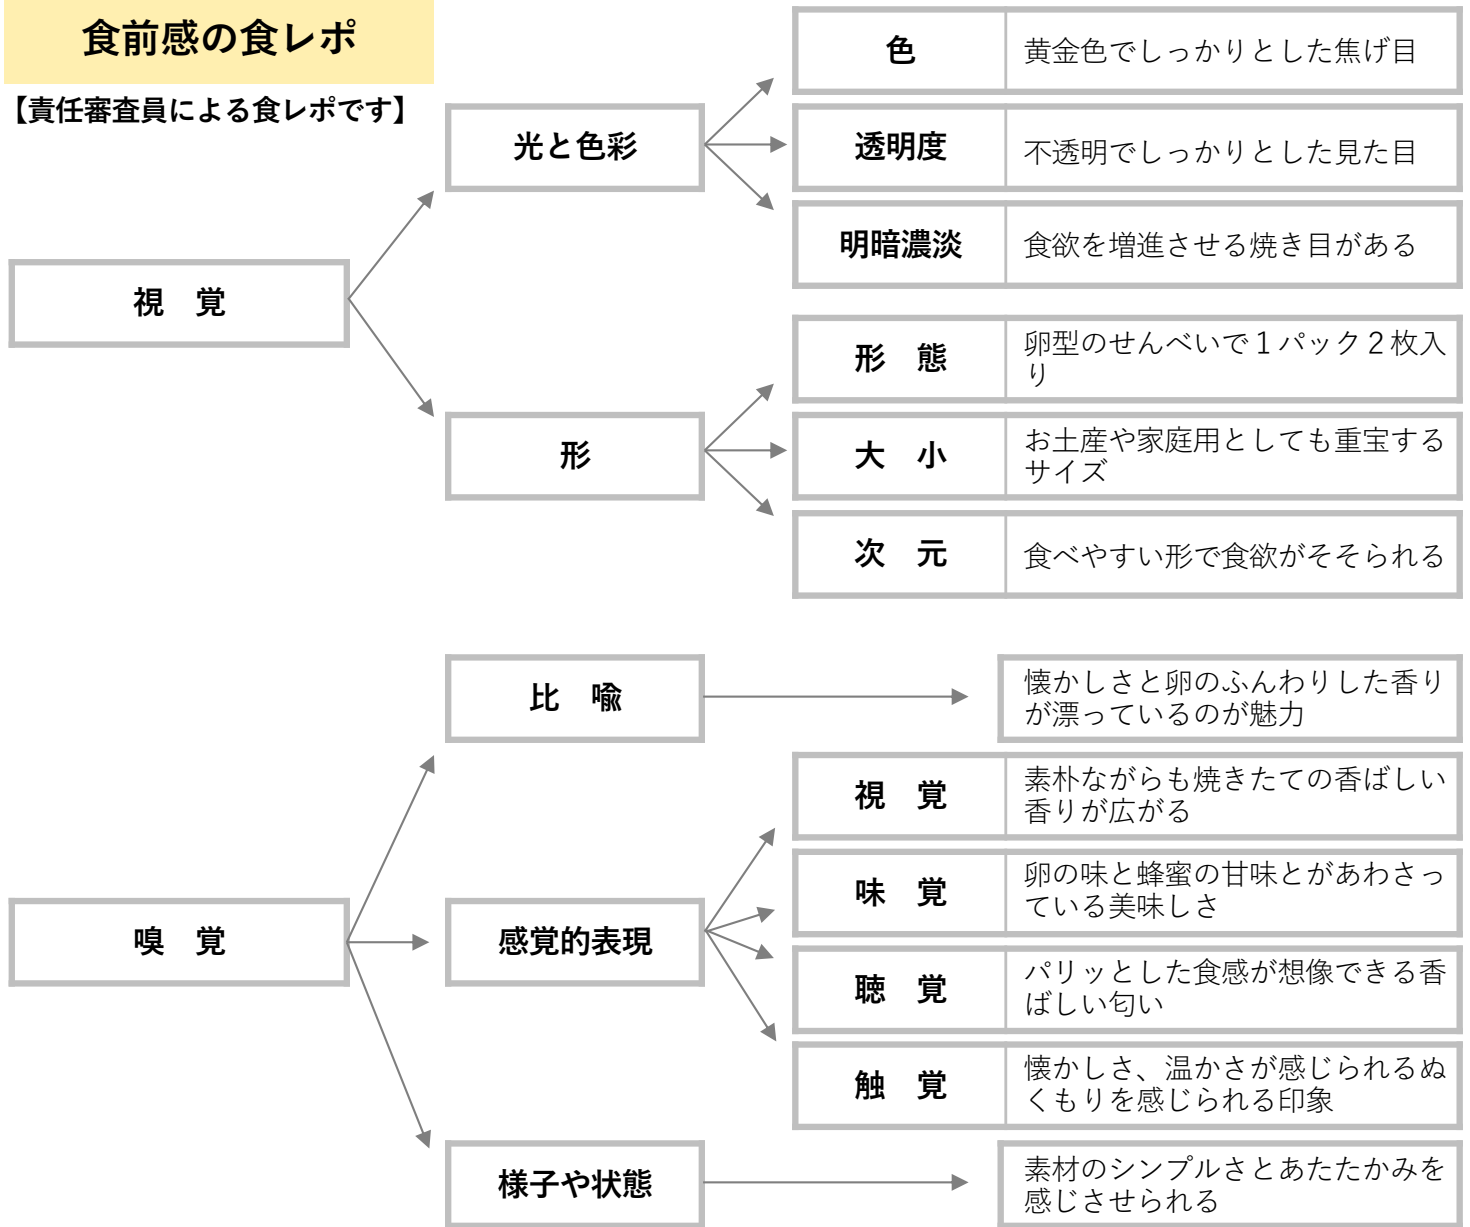 食前感の食レポ
【責任審査員による食レポです】
視　覚
光と色彩
色
黄金色でしっかりとした焦げ目
透明度
不透明でしっかりとした見た目
明暗濃淡
食欲を増進させる焼き目がある
形
形　態
卵型のせんべいで１パック２枚入
り
大　小
お土産や家庭用としても重宝する
サイズ
次　元
食べやすい形で食欲がそそられる
嗅　覚
比　喩
懐かしさと卵のふんわりした香り
が漂っているのが魅力
感覚的表現
視　覚
素朴ながらも焼きたての香ばしい
香りが広がる
味　覚
卵の味と蜂蜜の甘味とがあわさっ
ている美味しさ
聴　覚
パリッとした食感が想像できる香
ばしい匂い
触　覚
懐かしさ、温かさが感じられるぬ
くもりを感じられる印象
様子や状態
素材のシンプルさとあたたかみを
感じさせられる